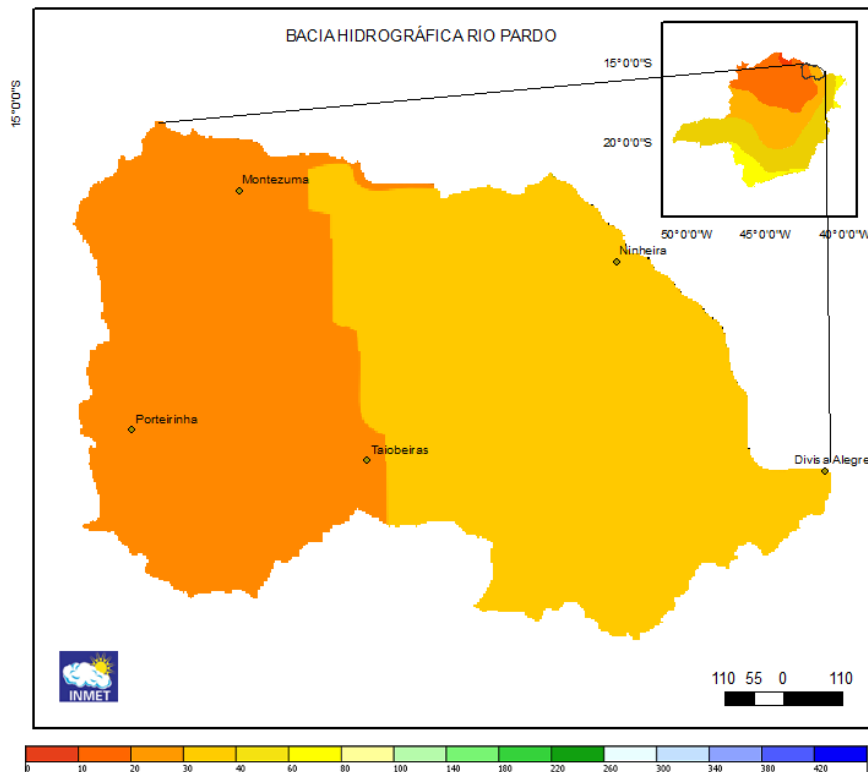 BACIA HIDROGRÁFICA RIO PARDO
15°0'0"S
15°0'0"S
20°0'0"S
50°0'0"W 45°0'0"W 40°0'0"W
Montezuma
Ninheira
Porteirinha
Taiobeiras
Divisa Alegre
INMET
110 55 0 110
0 10 20 30 40 60 80 100 140 180 220 260 300 340 380 420